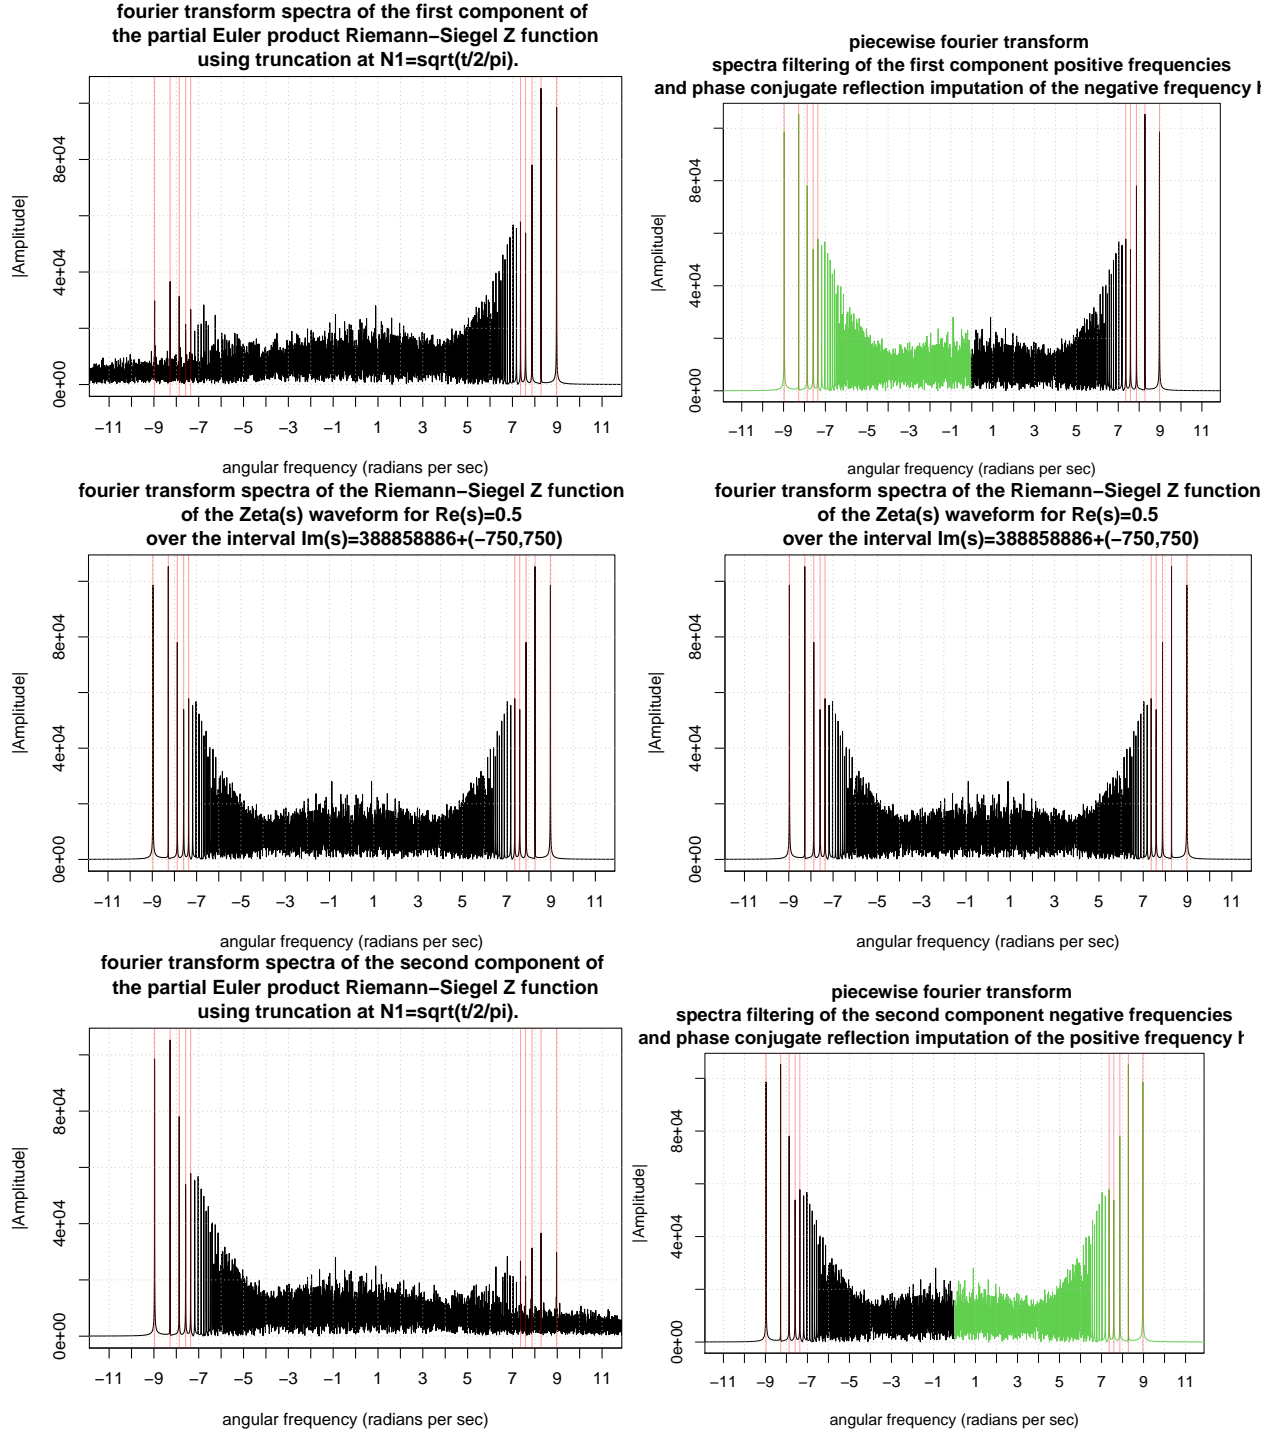 fourier transform spectra of the first component of
the partial Euler product Riemann−Siegel Z function
using truncation at N1=sqrt(t/2/pi).
|Amplitude|
8e+04
4e+04
0e+00
−11 −9 −7 −5 −3 −1 1 3 5 7 9 11
angular frequency (radians per sec)
piecewise fourier transform
spectra filtering of the first component positive frequencies
and phase conjugate reflection imputation of the negative frequency
|Amplitude|
8e+04
4e+04
0e+00
−11 −9 −7 −5 −3 −1 1 3 5 7 9 11
angular frequency (radians per sec)
fourier transform spectra of the Riemann−Siegel Z function
of the Zeta(s) waveform for Re(s)=0.5
over the interval Im(s)=388858886+(−750,750)
|Amplitude|
8e+04
4e+04
0e+00
−11 −9 −7 −5 −3 −1 1 3 5 7 9 11
angular frequency (radians per sec)
fourier transform spectra of the Riemann−Siegel Z function
of the Zeta(s) waveform for Re(s)=0.5
over the interval Im(s)=388858886+(−750,750)
|Amplitude|
8e+04
4e+04
0e+00
−11 −9 −7 −5 −3 −1 1 3 5 7 9 11
angular frequency (radians per sec)
fourier transform spectra of the second component of
the partial Euler product Riemann−Siegel Z function
using truncation at N1=sqrt(t/2/pi).
|Amplitude|
8e+04
4e+04
0e+00
−11 −9 −7 −5 −3 −1 1 3 5 7 9 11
angular frequency (radians per sec)
piecewise fourier transform
spectra filtering of the second component negative frequencies
and phase conjugate reflection imputation of the positive frequency
|Amplitude|
8e+04
4e+04
0e+00
−11 −9 −7 −5 −3 −1 1 3 5 7 9 11
angular frequency (radians per sec)